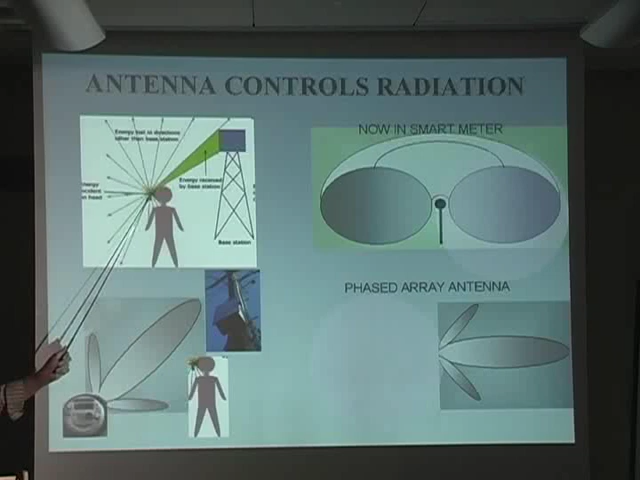 ANTENNA CONTROLS RADIATION
Energy lost in directions
other than base station
Energy received
by base station
Energy
incident
on head
Base station
NOW IN SMART METER
PHASED ARRAY ANTENNA